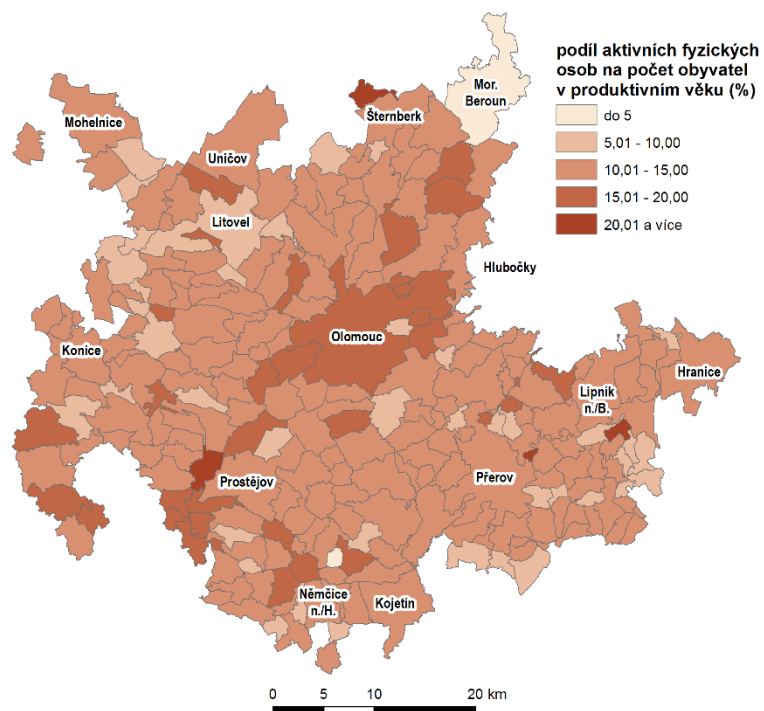 podíl aktivních fyzických
osob na počet obyvatel
v produktivním věku (%)
do 5
5,01 - 10,00
10,01 - 15,00
15,01 - 20,00
20,01 a více
Mor.
Beroun
Šternberk
Mohelnice
Uničov
Litovel
Hlubočky
Olomouc
Konice
Hranice
Lipník
n./B.
Prostějov
Přerov
Němčice
n./H.
Kojetín
0 5 10 20 km